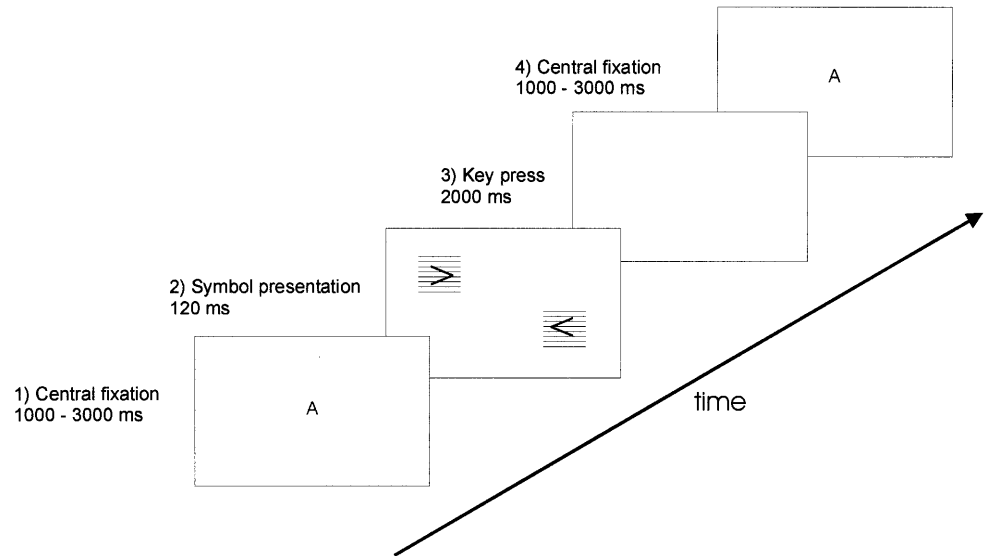 1) Central fixation
1000 - 3000 ms
A
2) Symbol presentation
120 ms
>
<
3) Key press
2000 ms
4) Central fixation
1000 - 3000 ms
A
time